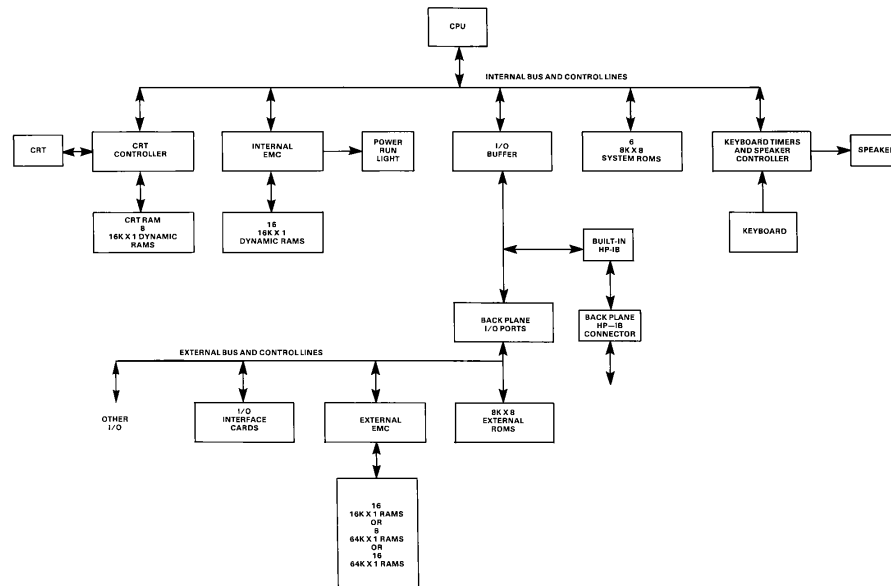 CPU
INTERNAL BUS AND CONTROL LINES
CRT
CRT
CONTROLLER
INTERNAL
EMC
POWER
RUN
LIGHT
I/O
BUFFER
6
8K X 8
SYSTEM ROMS
KEYBOARD TIMERS
AND SPEAKER
CONTROLLER
SPEAKER
CRT RAM
8
16K X 1 DYNAMIC
RAMS
16
16K X 1
DYNAMIC RAMS
KEYBOARD
BUILT-IN
HP-IB
BACK PLANE
I/O PORTS
BACK PLANE
HP—IB
CONNECTOR
EXTERNAL BUS AND CONTROL LINES
OTHER
I/O
I/O
INTERFACE
CARDS
EXTERNAL
EMC
8K X 8
EXTERNAL
ROMS
16
16K X 1 RAMS
OR
8
64K X 1 RAMS
OR
16
64K X 1 RAMS